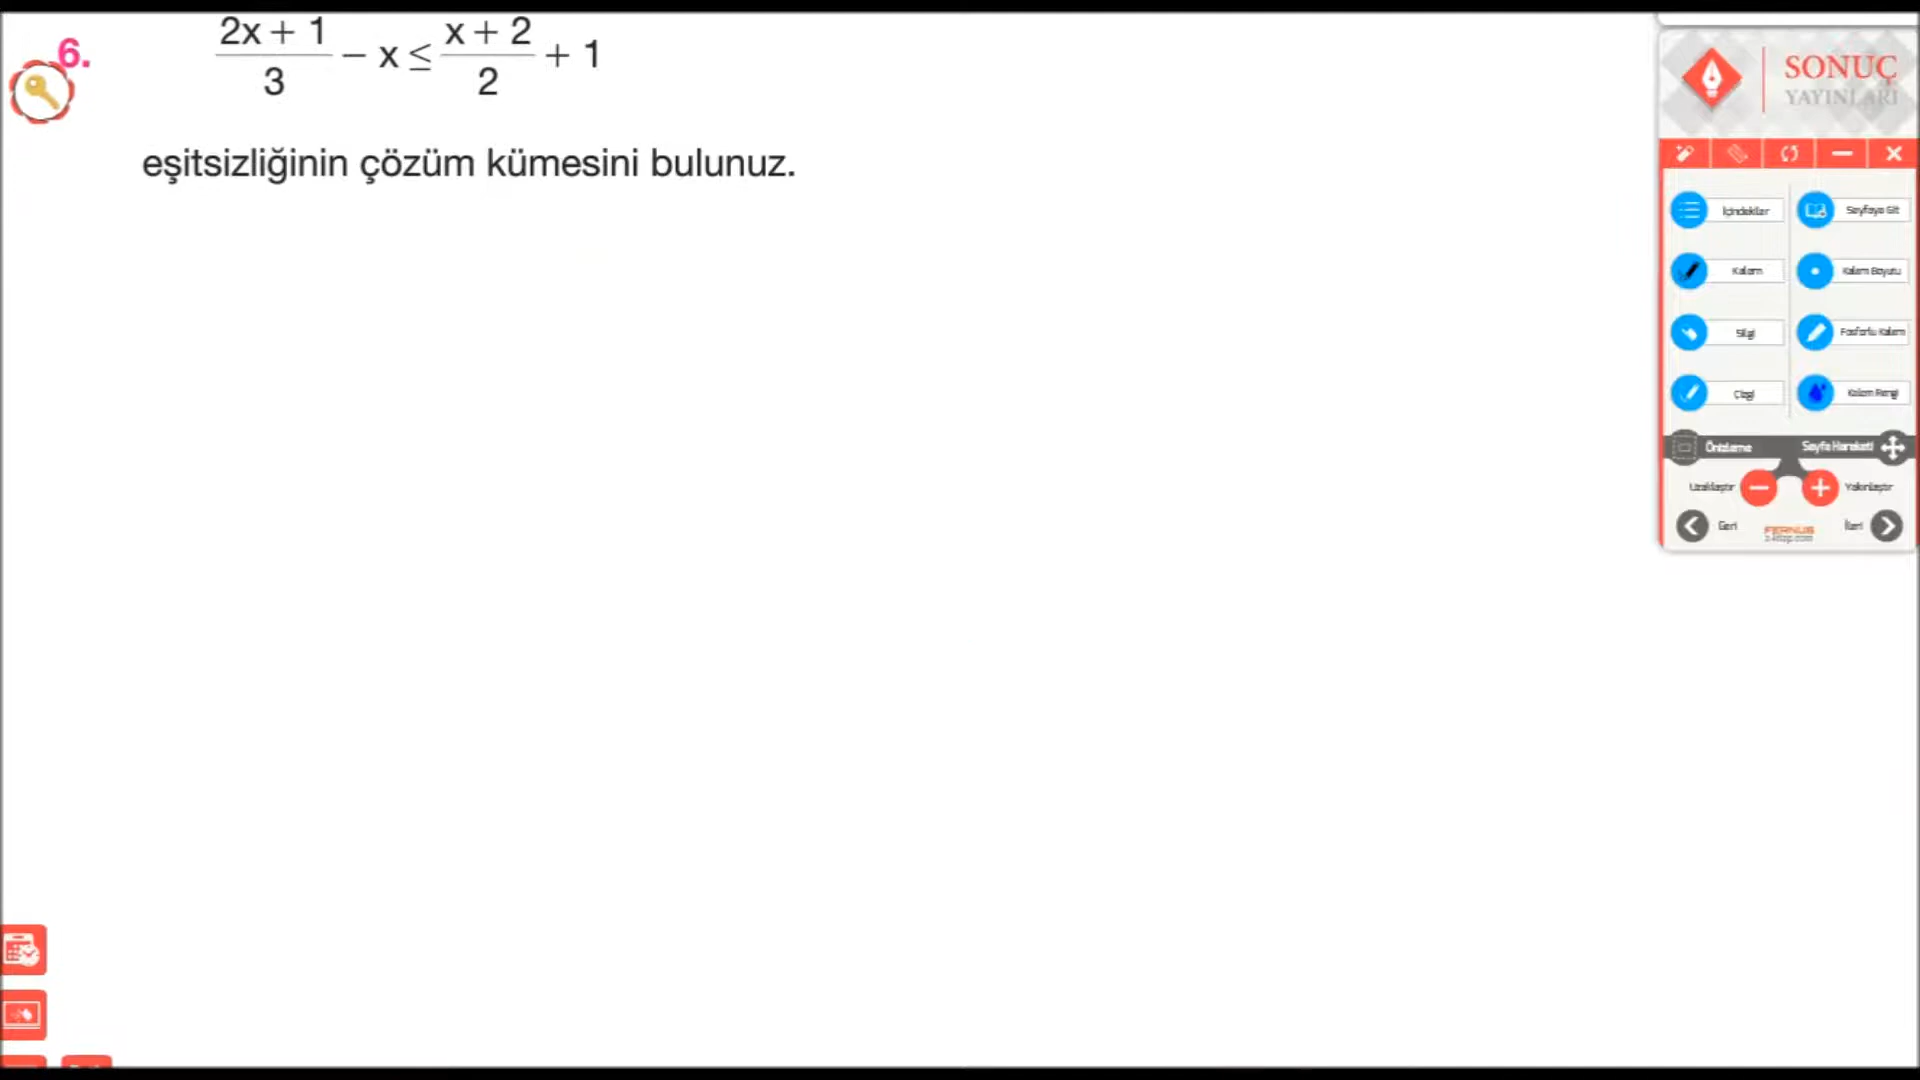 6. (2x + 1)/3 − x ≤ (x + 2)/2 + 1
eşitsizliğinin çözüm kümesini bulunuz.
SONUÇ
YAYINLARI
İçindekiler
Sayfaya Git
Kalem
Kalem Boyutu
Silgi
Fosforlu Kalem
Çizgi
Kalem Rengi
Önizleme
Sayfa Hareketi
Uzaklaştır
Yakınlaştır
Geri
FERNUS
İleri